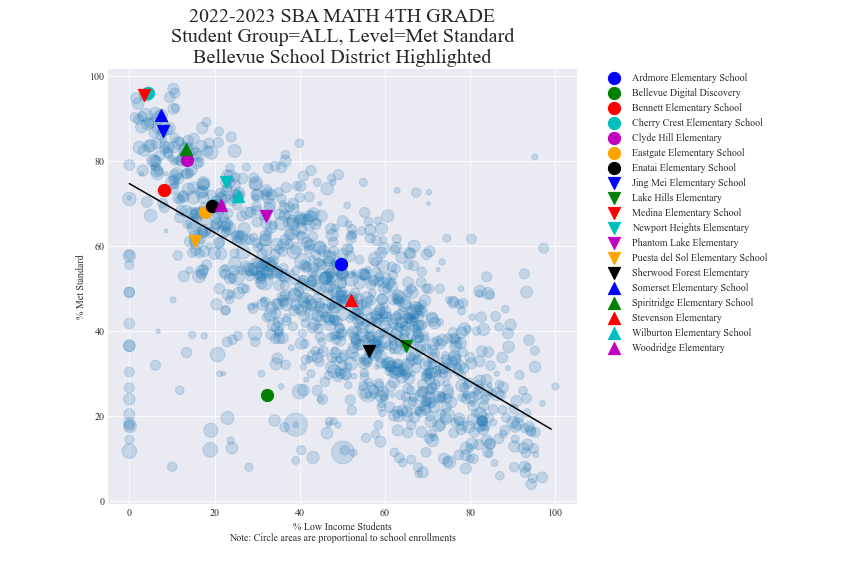 2022-2023 SBA MATH 4TH GRADE
Student Group=ALL, Level=Met Standard
Bellevue School District Highlighted
100
80
60
40
20
0
% Met Standard
0 20 40 60 80 100
% Low Income Students
Note: Circle areas are proportional to school enrollments
Ardmore Elementary School
Bellevue Digital Discovery
Bennett Elementary School
Cherry Crest Elementary School
Clyde Hill Elementary
Eastgate Elementary School
Enatai Elementary School
Jing Mei Elementary School
Lake Hills Elementary
Medina Elementary School
Newport Heights Elementary
Phantom Lake Elementary
Puesta del Sol Elementary School
Sherwood Forest Elementary
Somerset Elementary School
Spiritridge Elementary School
Stevenson Elementary
Wilburton Elementary School
Woodridge Elementary